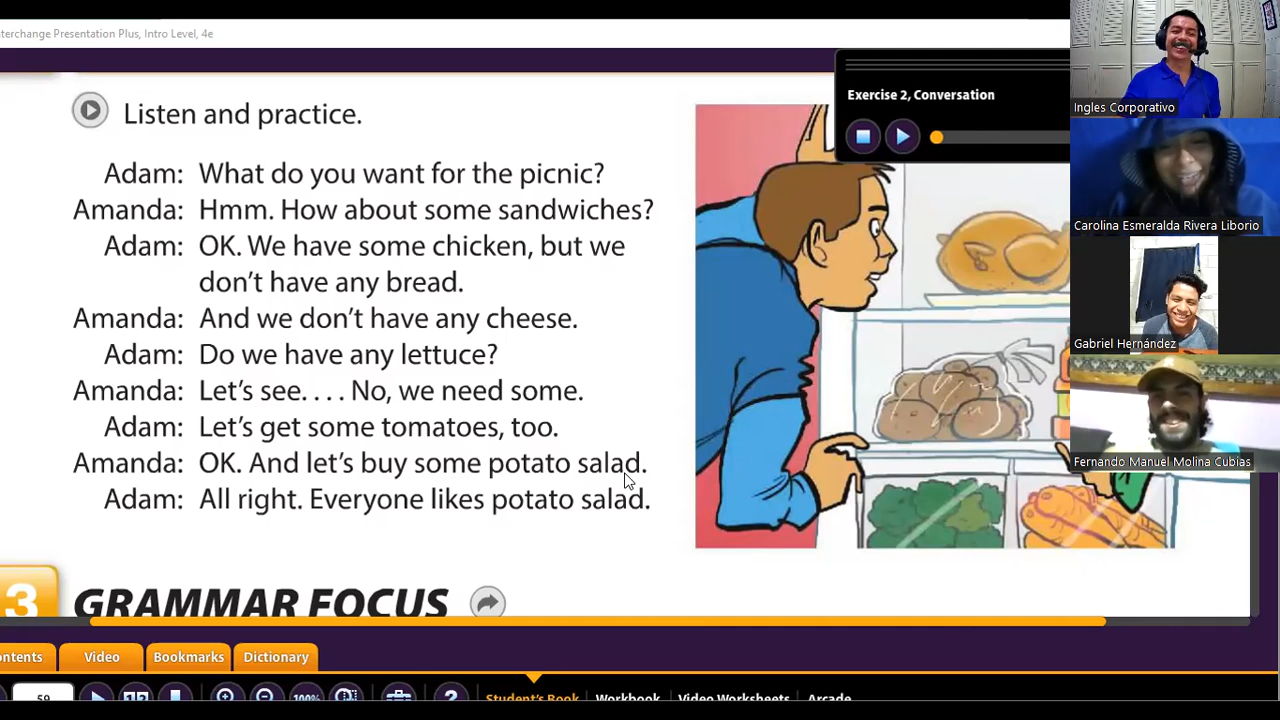 terchange Presentation Plus, Intro Level, 4e
Listen and practice.
Exercise 2, Conversation
Adam: What do you want for the picnic?
Amanda: Hmm. How about some sandwiches?
Adam: OK. We have some chicken, but we
don't have any bread.
Amanda: And we don't have any cheese.
Adam: Do we have any lettuce?
Amanda: Let's see. . . . No, we need some.
Adam: Let's get some tomatoes, too.
Amanda: OK. And let's buy some potato salad.
Adam: All right. Everyone likes potato salad.
3 GRAMMAR FOCUS
Ingles Corporativo
Carolina Esmeralda Rivera Liborio
Gabriel Hernández
Fernando Manuel Molina Cubias
ontents Video Bookmarks Dictionary
59 1 2 100% ? Student's Book Workbook Video Worksheets Arcade